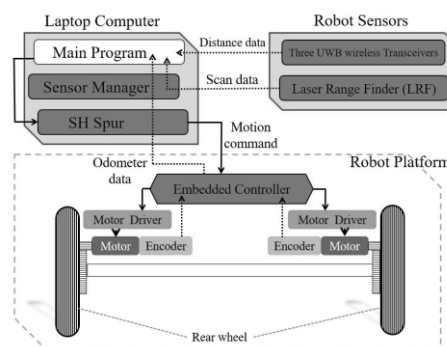 Laptop Computer
Robot Sensors
Main Program
Distance data
Three UWB wireless Transceivers
Sensor Manager
Scan data
Laser Range Finder (LRF)
SH Spur
Motion
command
Odometer
data
Robot Platform
Embedded Controller
Motor Driver
Motor Driver
Motor
Encoder
Encoder
Motor
Rear wheel